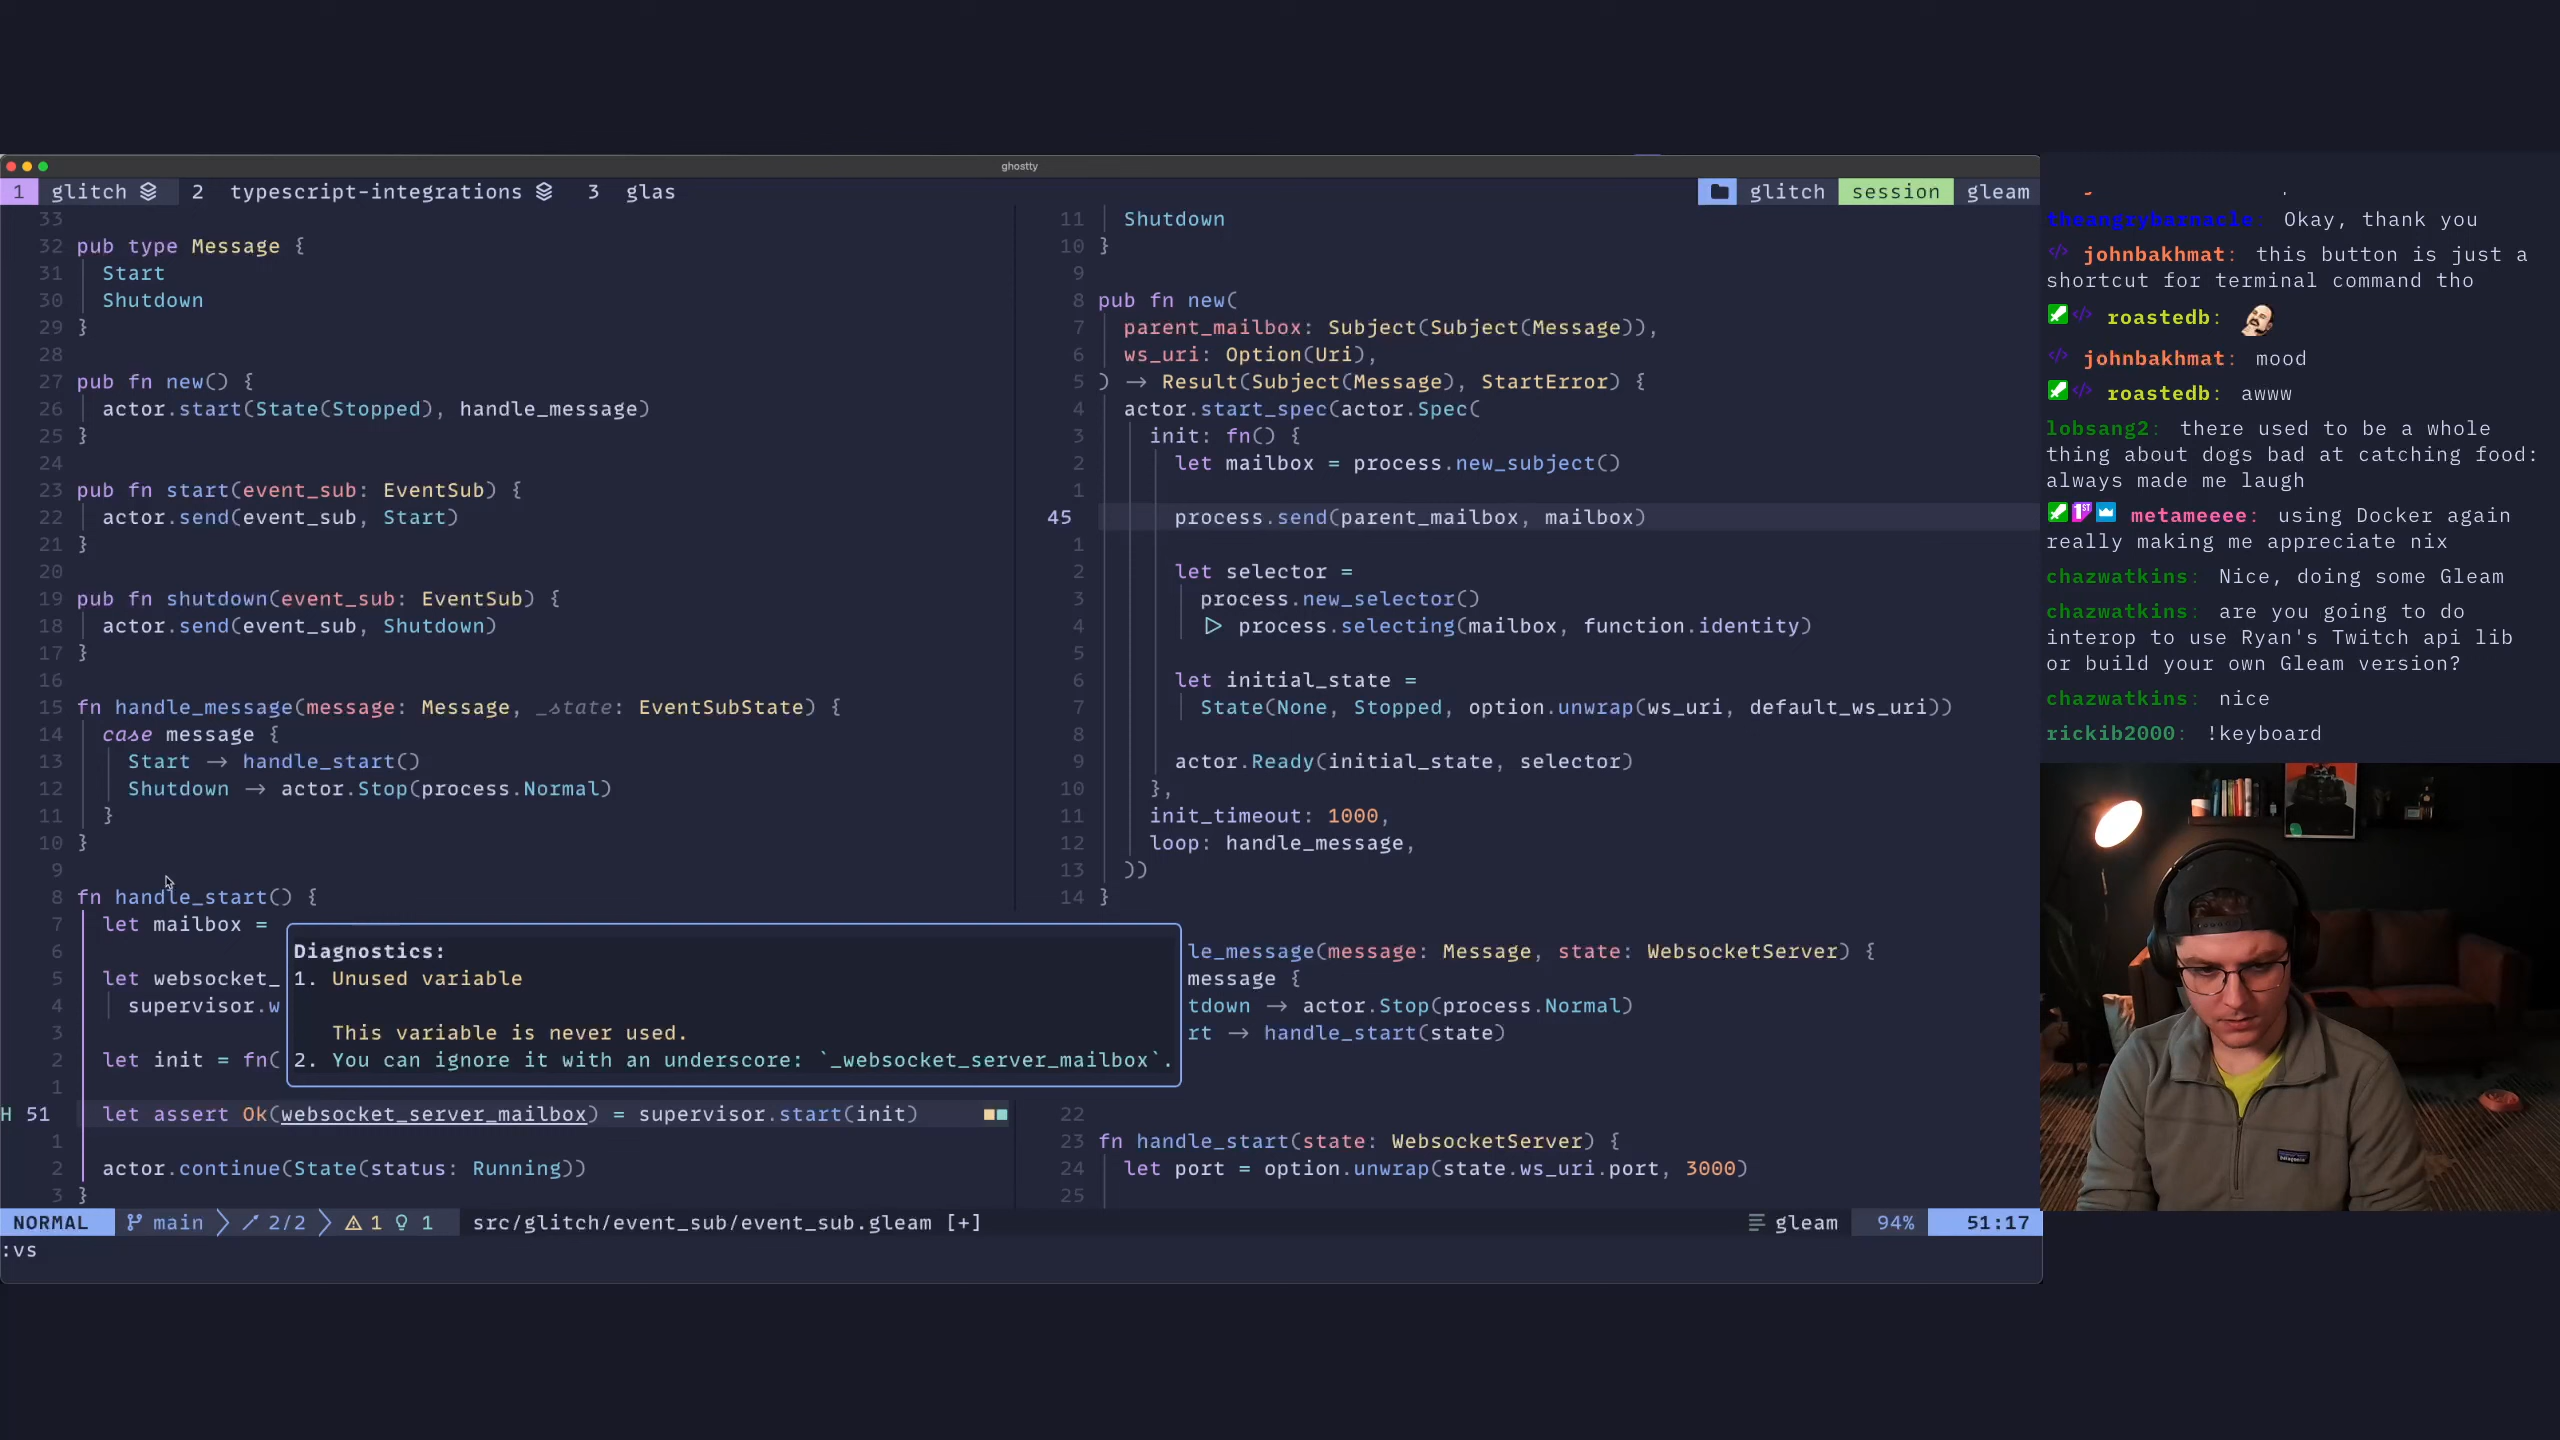 ghostty
1 glitch 2 typescript-integrations 3 glas
glitch session gleam
33
32 pub type Message {
31 Start
30 Shutdown
29 }
28
27 pub fn new() {
26 actor.start(State(Stopped), handle_message)
25 }
24
23 pub fn start(event_sub: EventSub) {
22 actor.send(event_sub, Start)
21 }
20
19 pub fn shutdown(event_sub: EventSub) {
18 actor.send(event_sub, Shutdown)
17 }
16
15 fn handle_message(message: Message, _state: EventSubState) {
14 case message {
13 Start → handle_start()
12 Shutdown → actor.Stop(process.Normal)
11 }
10 }
9
8 fn handle_start() {
7 let mailbox =
6
5 let websocket_
4 supervisor.w
3
2 let init = fn(
1
H 51 let assert Ok(websocket_server_mailbox) = supervisor.start(init)
1
2 actor.continue(State(status: Running))
3 }
Diagnostics:
1. Unused variable
This variable is never used.
2. You can ignore it with an underscore: `_websocket_server_mailbox`.
11 Shutdown
10 }
9
8 pub fn new(
7 parent_mailbox: Subject(Subject(Message)),
6 ws_uri: Option(Uri),
5 ) → Result(Subject(Message), StartError) {
4 actor.start_spec(actor.Spec(
3 init: fn() {
2 let mailbox = process.new_subject()
1
45 process.send(parent_mailbox, mailbox)
1
2 let selector =
3 process.new_selector()
4 ▷ process.selecting(mailbox, function.identity)
5
6 let initial_state =
7 State(None, Stopped, option.unwrap(ws_uri, default_ws_uri))
8
9 actor.Ready(initial_state, selector)
10 },
11 init_timeout: 1000,
12 loop: handle_message,
13 ))
14 }
le_message(message: Message, state: WebsocketServer) {
message {
tdown → actor.Stop(process.Normal)
rt → handle_start(state)
22
23 fn handle_start(state: WebsocketServer) {
24 let port = option.unwrap(state.ws_uri.port, 3000)
25
NORMAL main 2/2 1 1 src/glitch/event_sub/event_sub.gleam [+] gleam 94% 51:17
:vs
theangrybarnacle: Okay, thank you
johnbakhmat: this button is just a
shortcut for terminal command tho
roastedb:
johnbakhmat: mood
roastedb: awww
lobsang2: there used to be a whole
thing about dogs bad at catching food:
always made me laugh
1ST metameeee: using Docker again
really making me appreciate nix
chazwatkins: Nice, doing some Gleam
chazwatkins: are you going to do
interop to use Ryan's Twitch api lib
or build your own Gleam version?
chazwatkins: nice
rickib2000: !keyboard